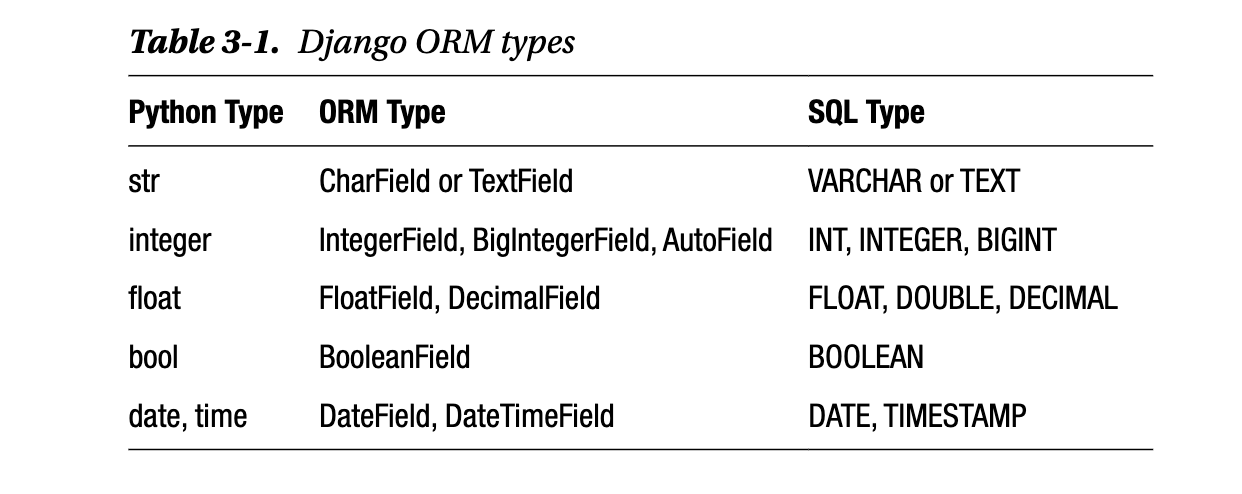 Table 3-1. Django ORM types
Python Type ORM Type SQL Type
str CharField or TextField VARCHAR or TEXT
integer IntegerField, BigIntegerField, AutoField INT, INTEGER, BIGINT
float FloatField, DecimalField FLOAT, DOUBLE, DECIMAL
bool BooleanField BOOLEAN
date, time DateField, DateTimeField DATE, TIMESTAMP